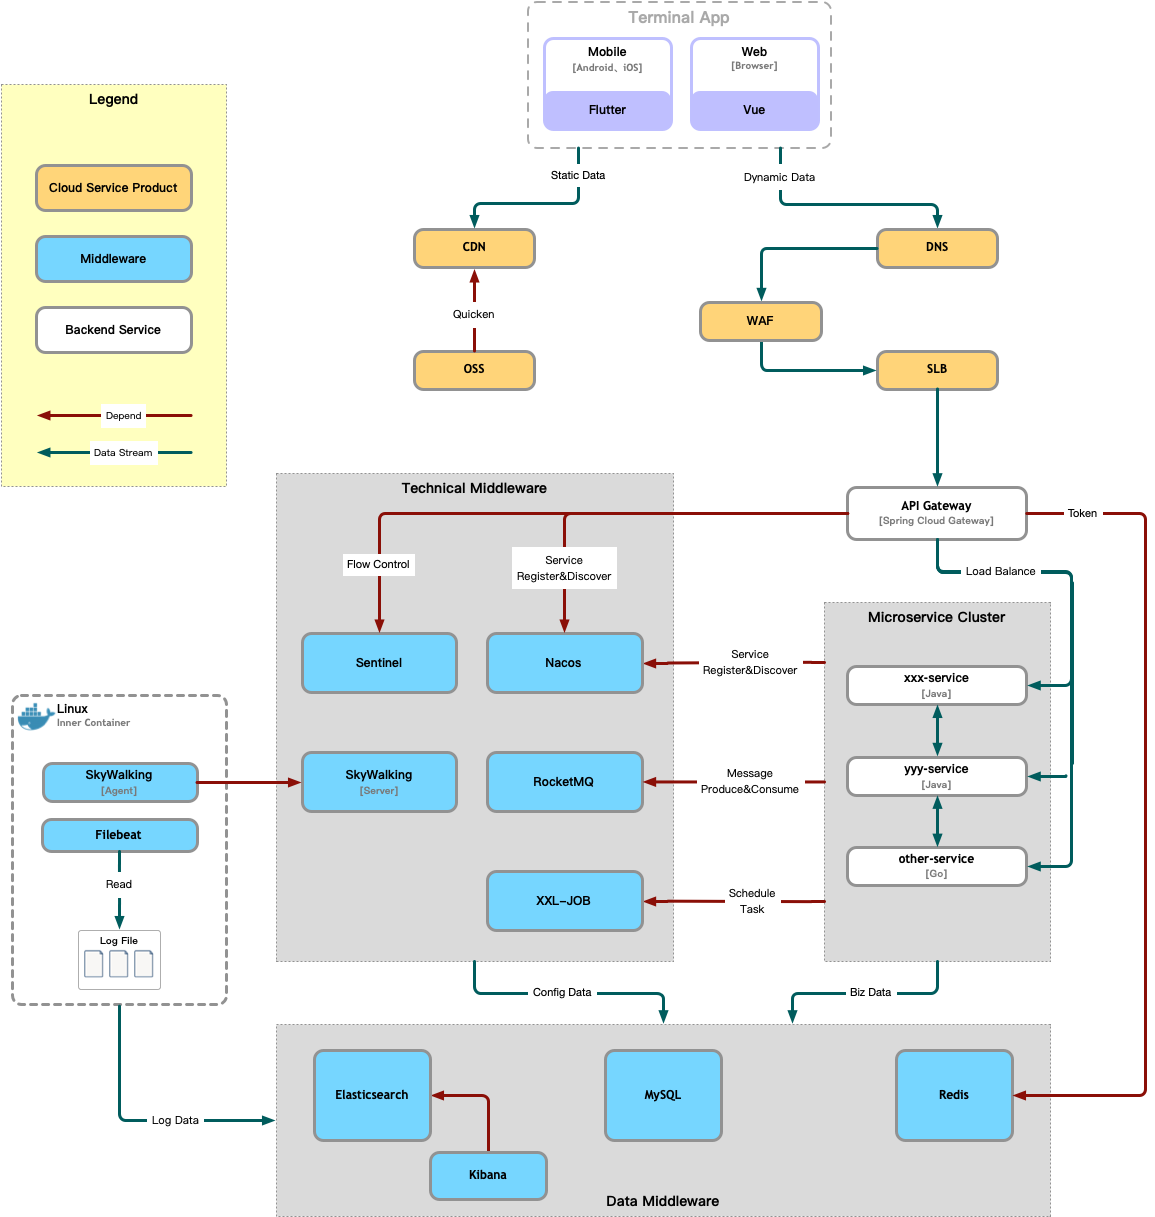 Terminal App
Mobile
[Android、iOS]
Flutter
Web
[Browser]
Vue
Legend
Cloud Service Product
Middleware
Backend Service
Depend
Data Stream
Static Data
Dynamic Data
CDN
DNS
Quicken
WAF
OSS
SLB
Technical Middleware
API Gateway
[Spring Cloud Gateway]
Token
Flow Control
Service
Register&Discover
Load Balance
Microservice Cluster
Sentinel
Nacos
Service
Register&Discover
xxx-service
[Java]
Linux
Inner Container
SkyWalking
[Agent]
SkyWalking
[Server]
RocketMQ
Message
Produce&Consume
yyy-service
[Java]
Filebeat
Read
Log File
XXL-JOB
Schedule
Task
other-service
[Go]
Config Data
Biz Data
Log Data
Elasticsearch
MySQL
Redis
Kibana
Data Middleware